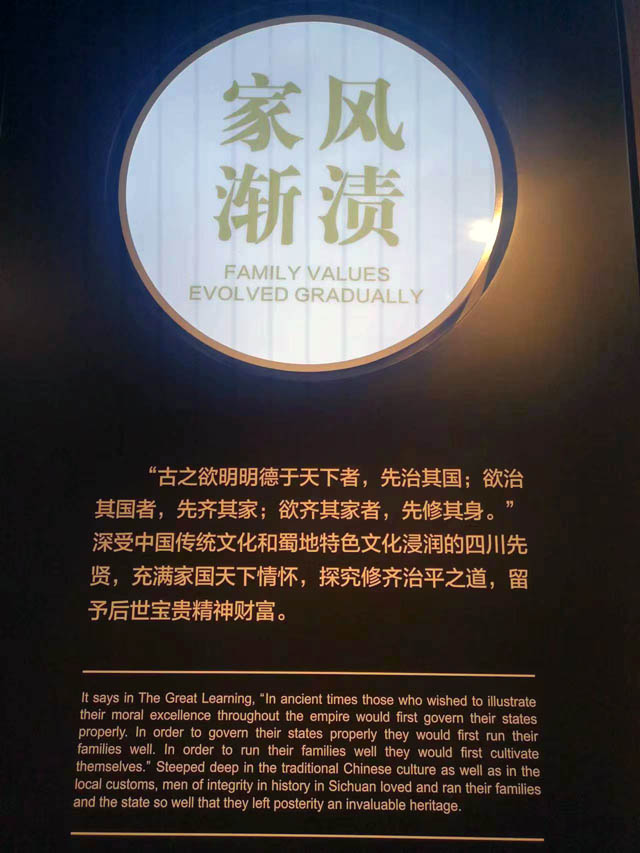 家风
渐渍
FAMILY VALUES
EVOLVED GRADUALLY
“古之欲明明德于天下者，先治其国；欲治
其国者，先齐其家；欲齐其家者，先修其身。”
深受中国传统文化和蜀地特色文化浸润的四川先
贤，充满家国天下情怀，探究修齐治平之道，留
予后世宝贵精神财富。
It says in The Great Learning, “In ancient times those who wished to illustrate
their moral excellence throughout the empire would first govern their states
properly. In order to govern their states properly they would first run their
families well. In order to run their families well they would first cultivate
themselves.” Steeped deep in the traditional Chinese culture as well as in the
local customs, men of integrity in history in Sichuan loved and ran their families
and the state so well that they left posterity an invaluable heritage.